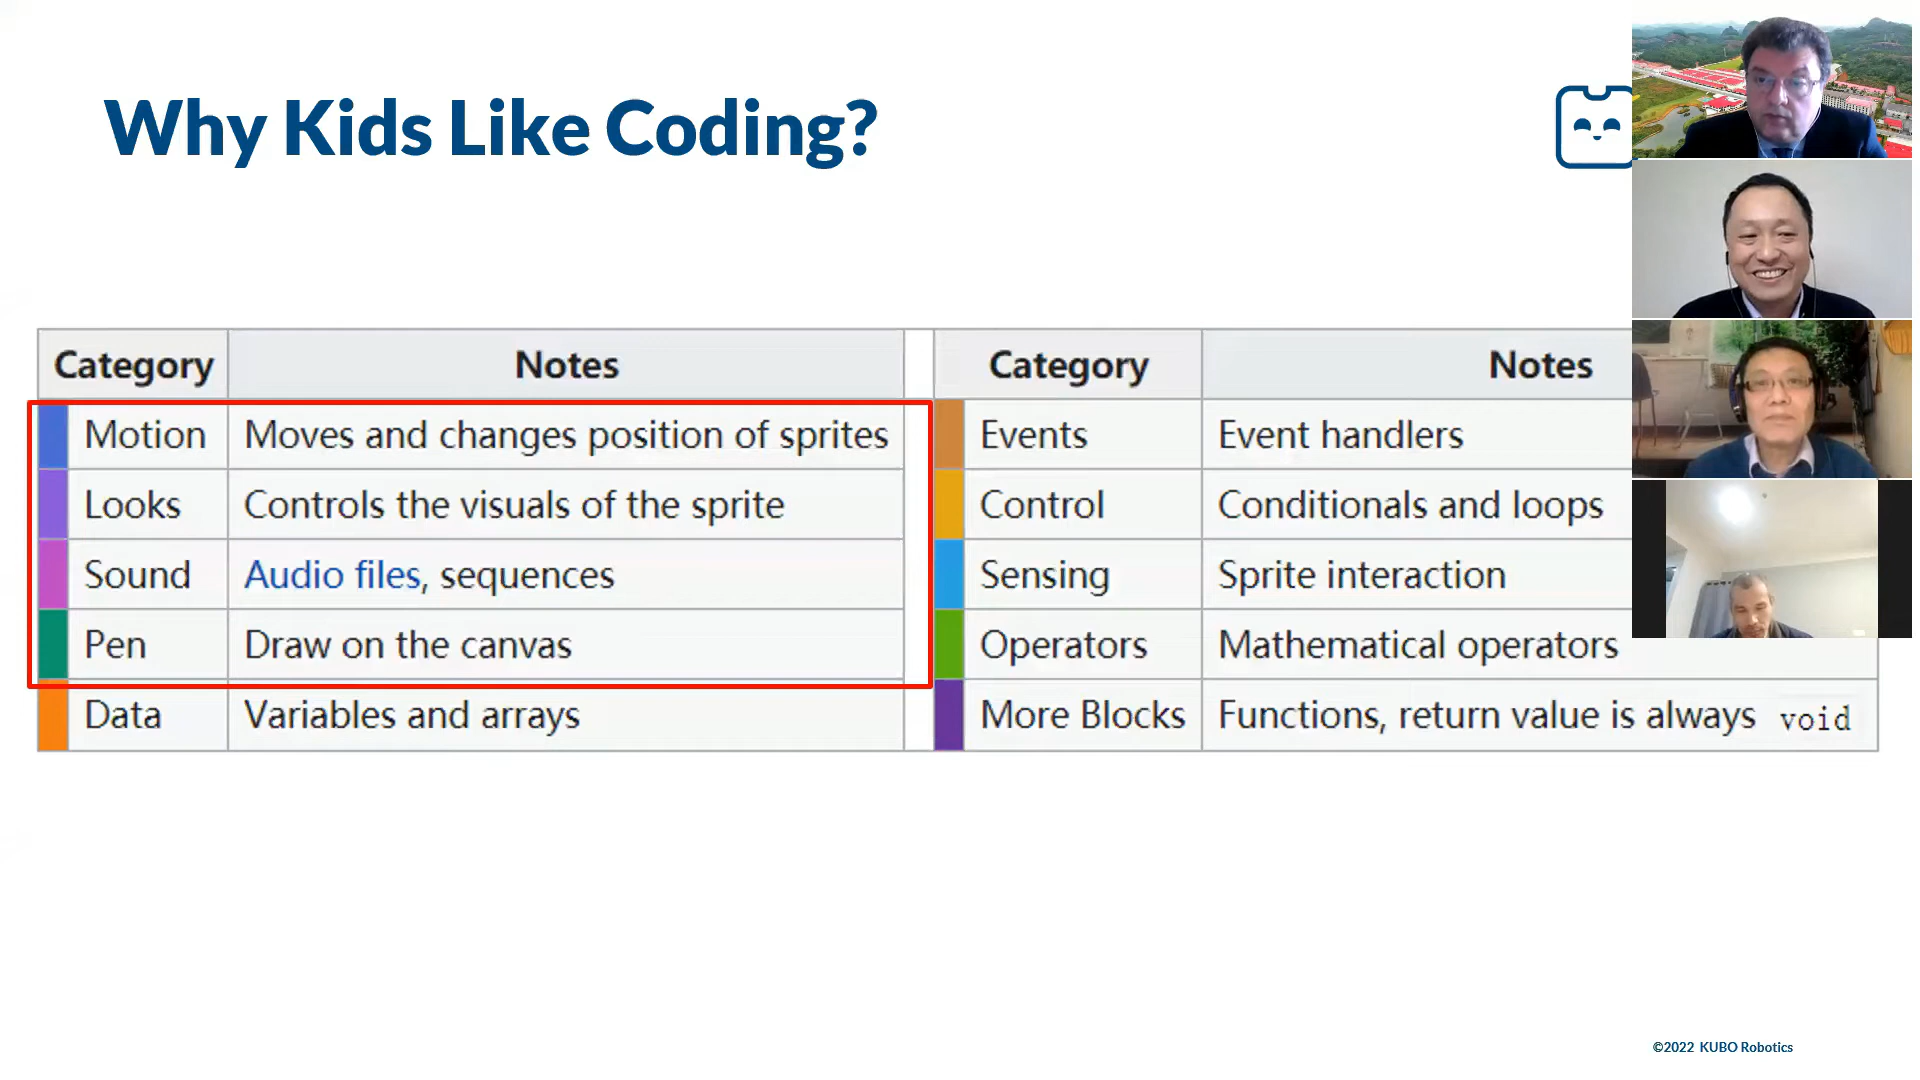 Why Kids Like Coding?
Category Notes Category Notes
Motion Moves and changes position of sprites Events Event handlers
Looks Controls the visuals of the sprite Control Conditionals and loops
Sound Audio files, sequences Sensing Sprite interaction
Pen Draw on the canvas Operators Mathematical operators
Data Variables and arrays More Blocks Functions, return value is always void
©2022 KUBO Robotics